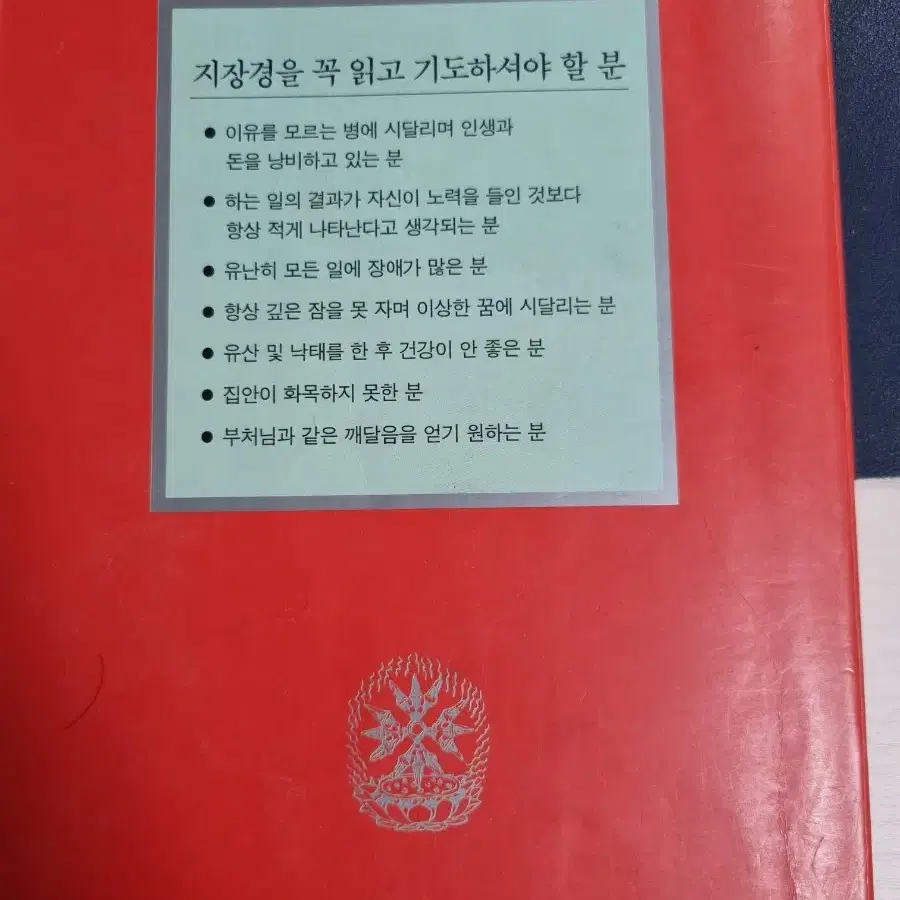 지장경을 꼭 읽고 기도하셔야 할 분
● 이유를 모르는 병에 시달리며 인생과
돈을 낭비하고 있는 분
● 하는 일의 결과가 자신이 노력을 들인 것보다
항상 적게 나타난다고 생각되는 분
● 유난히 모든 일에 장애가 많은 분
● 항상 깊은 잠을 못 자며 이상한 꿈에 시달리는 분
● 유산 및 낙태를 한 후 건강이 안 좋은 분
● 집안이 화목하지 못한 분
● 부처님과 같은 깨달음을 얻기 원하는 분